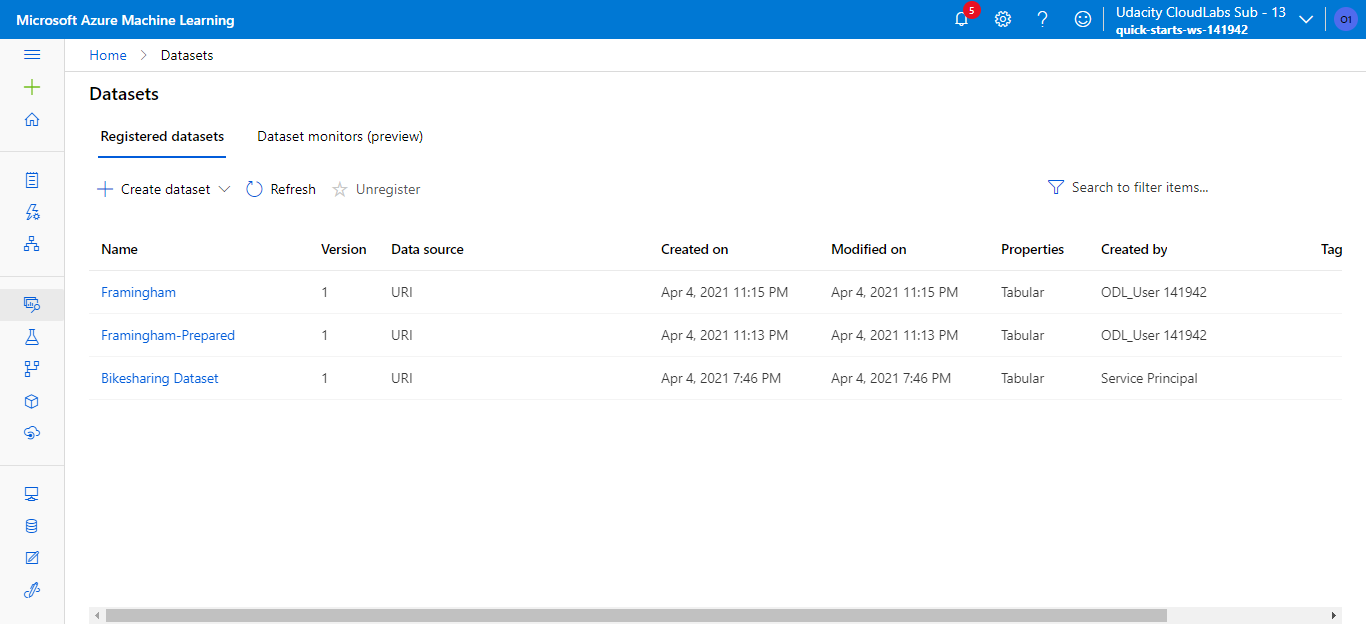 Microsoft Azure Machine Learning
5
Udacity CloudLabs Sub - 13
quick-starts-ws-141942
O1
Home > Datasets
Datasets
Registered datasets Dataset monitors (preview)
Create dataset Refresh Unregister Search to filter items...
Name Version Data source Created on Modified on Properties Created by Tag
Framingham 1 URI Apr 4, 2021 11:15 PM Apr 4, 2021 11:15 PM Tabular ODL_User 141942
Framingham-Prepared 1 URI Apr 4, 2021 11:13 PM Apr 4, 2021 11:13 PM Tabular ODL_User 141942
Bikesharing Dataset 1 URI Apr 4, 2021 7:46 PM Apr 4, 2021 7:46 PM Tabular Service Principal